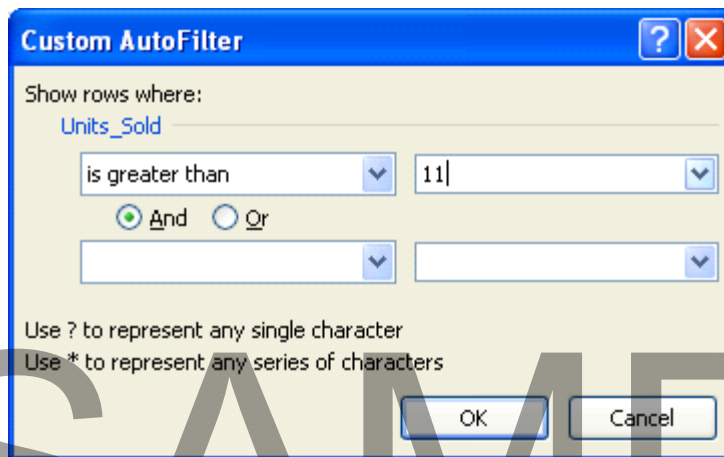 Custom AutoFilter ?
Show rows where:
Units_Sold
is greater than 11
And Or
Use ? to represent any single character
Use * to represent any series of characters
OK Cancel